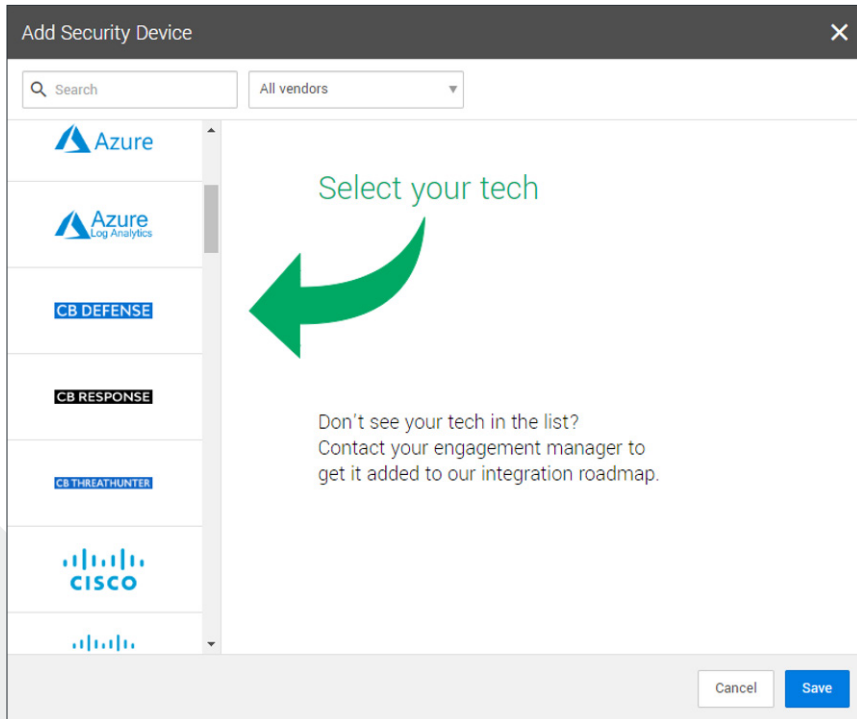 Add Security Device
Search
All vendors
Azure
Azure
Log Analytics
CB DEFENSE
CB RESPONSE
CB THREATHUNTER
CISCO
Select your tech
Don't see your tech in the list?
Contact your engagement manager to
get it added to our integration roadmap.
Cancel
Save